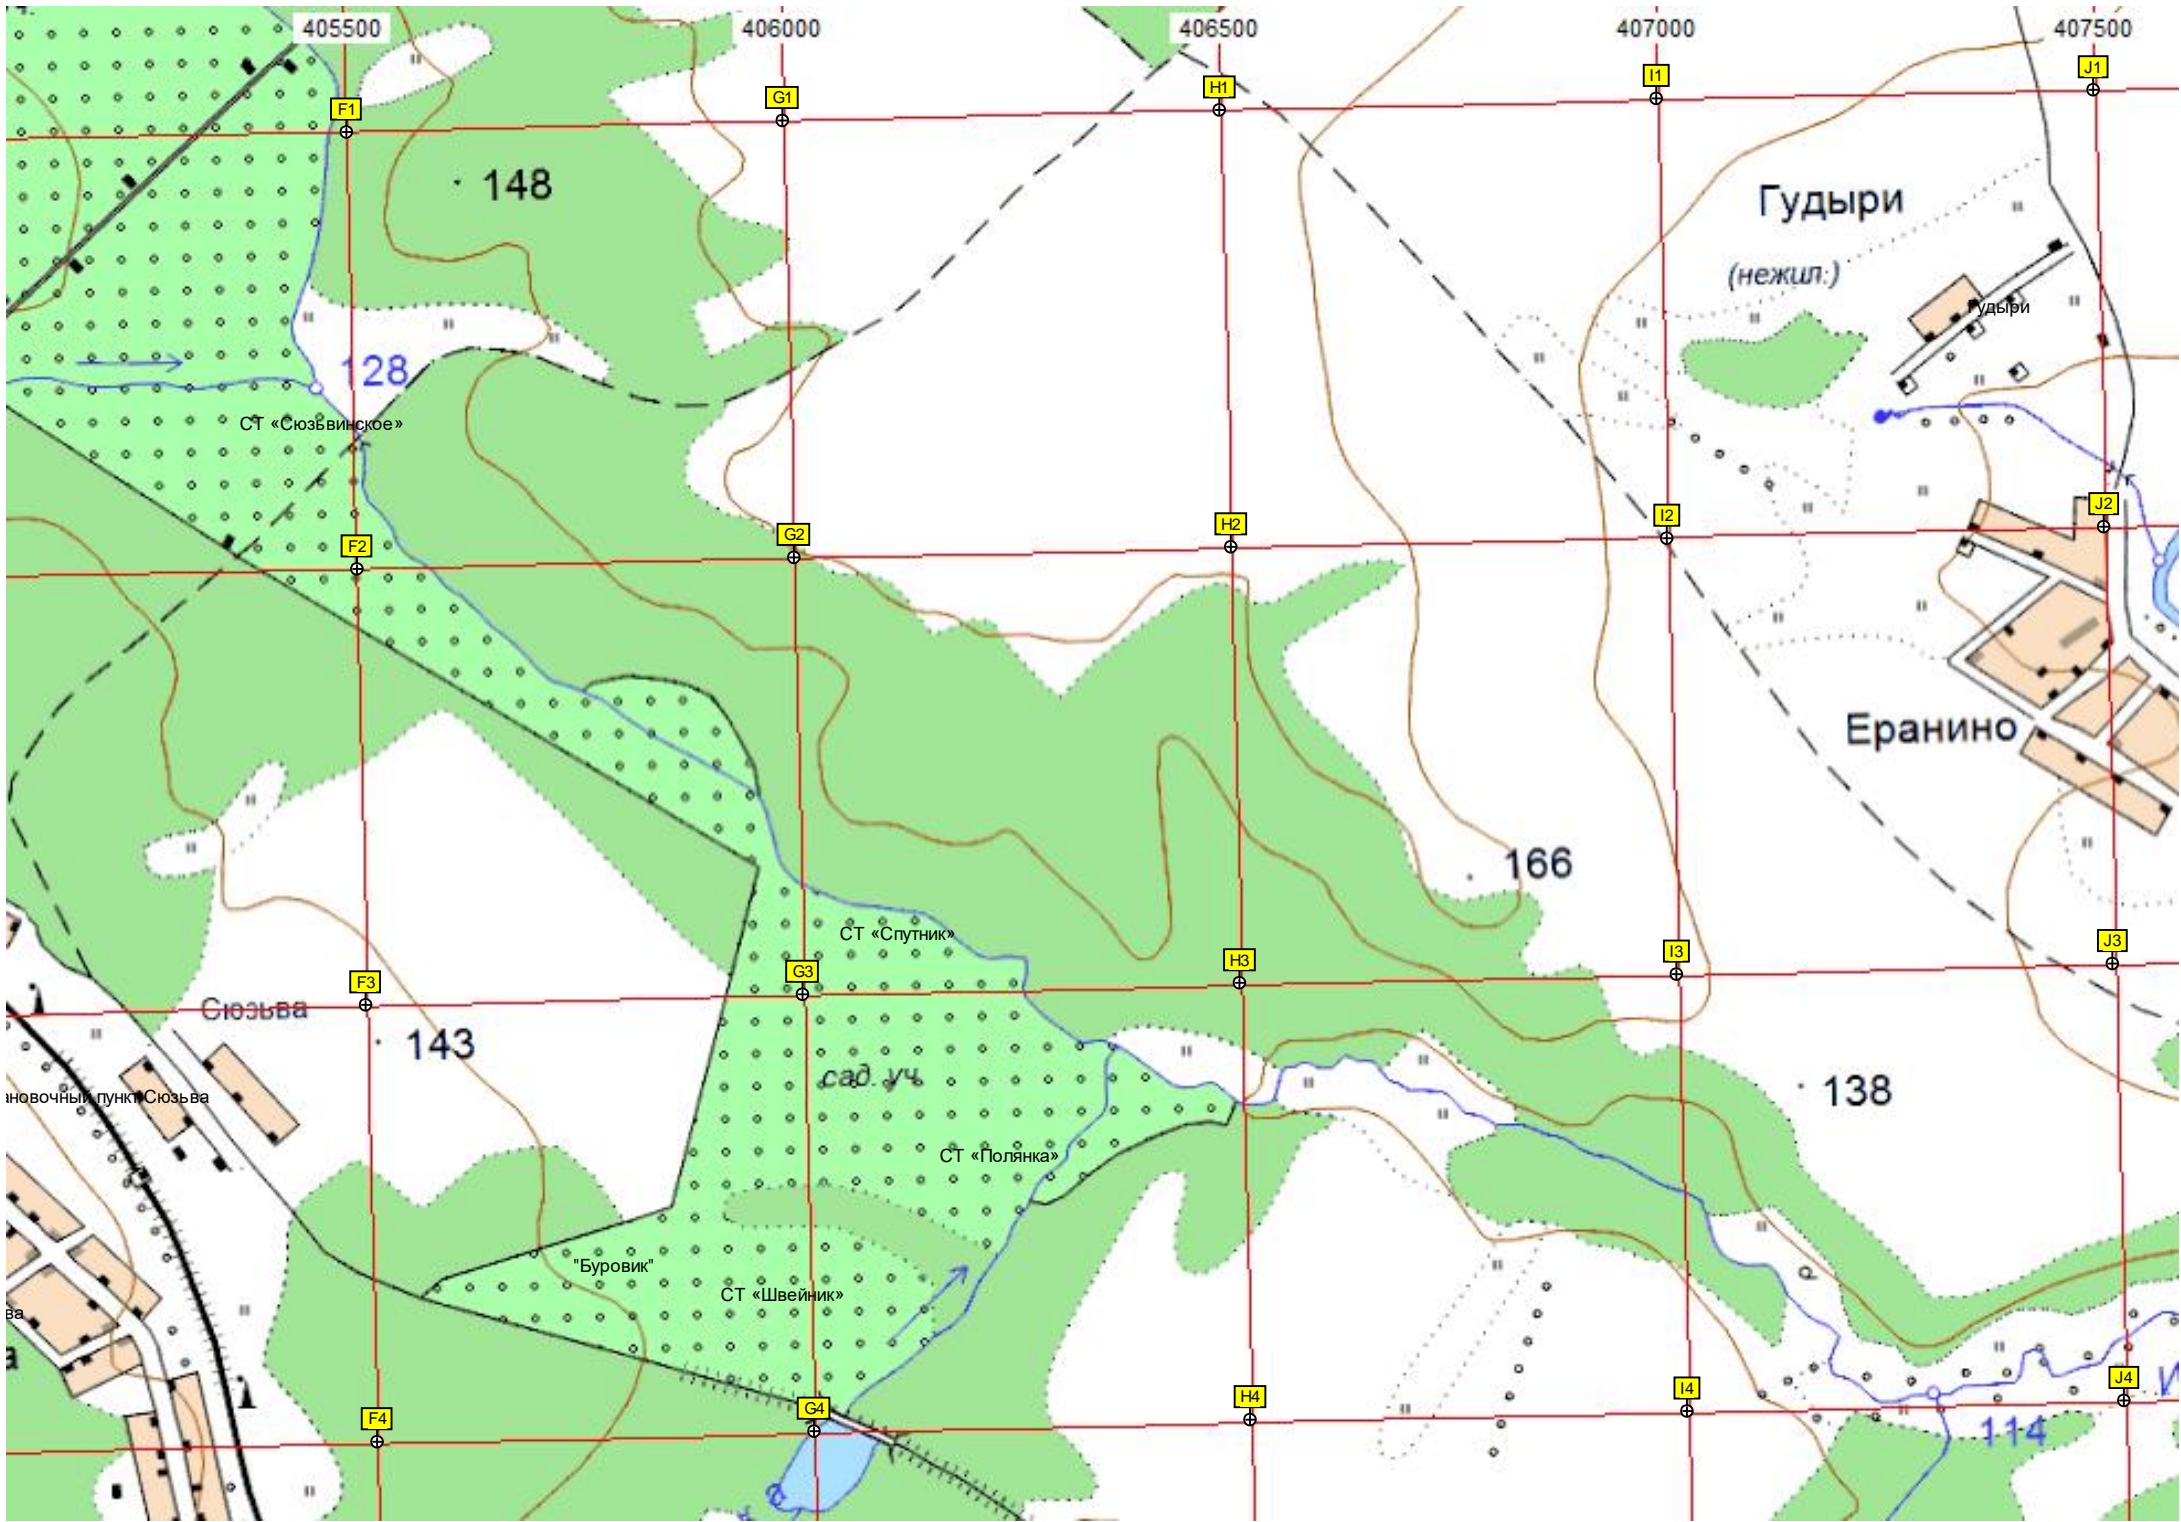 405500
406000
406500
407000
407500
F1
G1
H1
I1
J1
148
Гудыри
(нежил.)
Гудыри
128
СТ «Сюзьвинское»
F2
G2
H2
I2
J2
Еранино
166
СТ «Спутник»
F3
G3
H3
I3
J3
Сюзьва
143
сад. уч.
138
ановочный пункт Сюзьва
СТ «Полянка»
"Буровик"
СТ «Швейник»
ва
а
F4
G4
H4
I4
J4
114